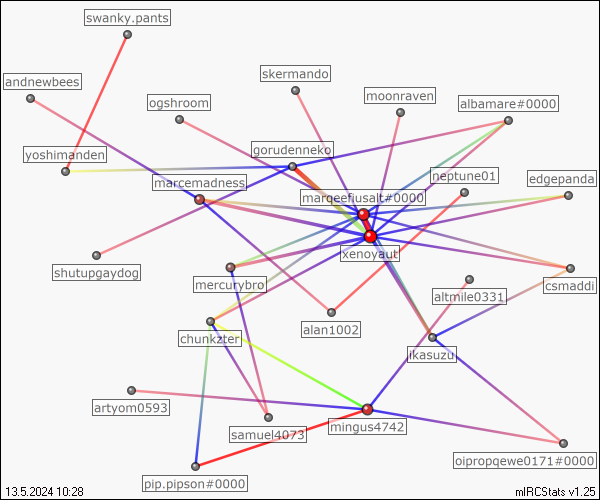 swanky.pants
skermando
andnewbees
moonraven
ogshroom
albamare#0000
gorudenneko
yoshimanden
neptune01
edgepanda
marcemadness
marqeefjusalt#0000
xenoyaut
shutupgaydog
mercurybro
csmaddi
altmile0331
alan1002
chunkzter
ikasuzu
artyom0593
mingus4742
samuel4073
oipropqewe0171#0000
pip.pipson#0000
13.5.2024 10:28
mIRCStats v1.25